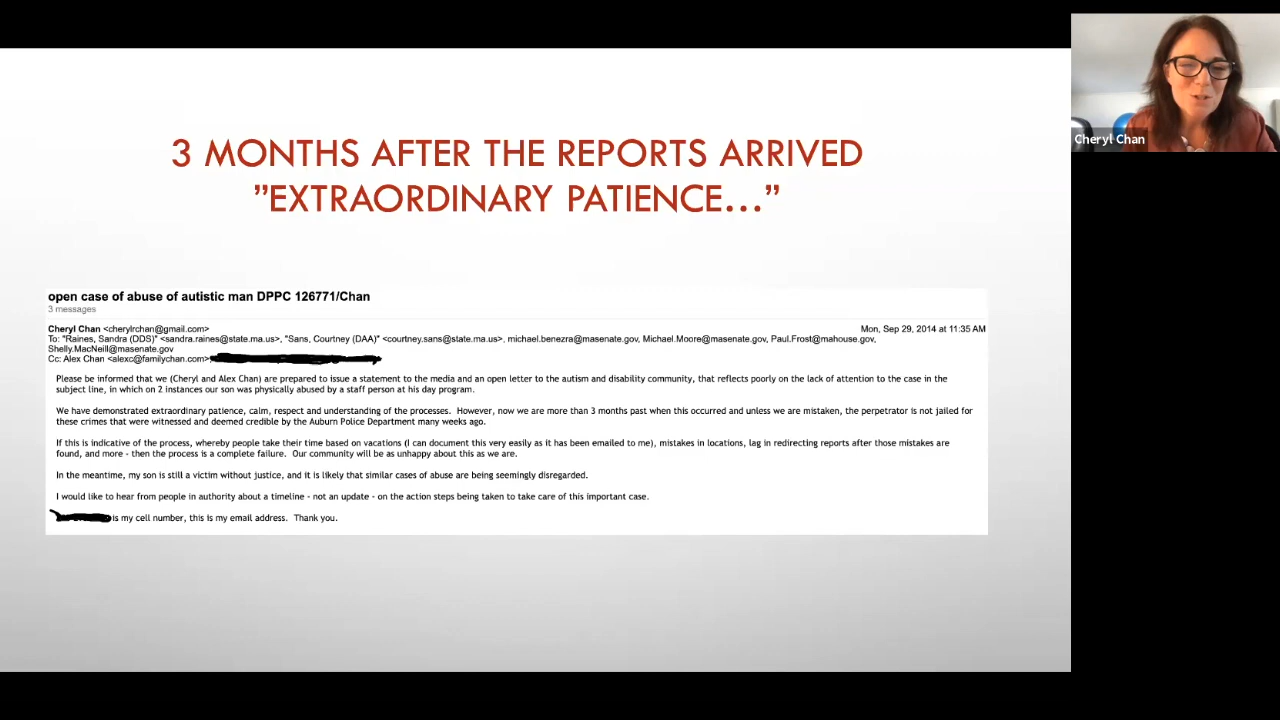 3 MONTHS AFTER THE REPORTS ARRIVED
”EXTRAORDINARY PATIENCE…”
Cheryl Chan
open case of abuse of autistic man DPPC 126771/Chan
3 messages
Cheryl Chan <cherylrchan@gmail.com> Mon, Sep 29, 2014 at 11:35 AM
To: "Raines, Sandra (DDS)" <sandra.raines@state.ma.us>, "Sans, Courtney (DAA)" <courtney.sans@state.ma.us>, michael.benezra@masenate.gov, Michael.Moore@masenate.gov, Paul.Frost@mahouse.gov,
Shelly.MacNeill@masenate.gov
Cc: Alex Chan <alexc@familychan.com>
Please be informed that we (Cheryl and Alex Chan) are prepared to issue a statement to the media and an open letter to the autism and disability community, that reflects poorly on the lack of attention to the case in the
subject line, in which on 2 instances our son was physically abused by a staff person at his day program.
We have demonstrated extraordinary patience, calm, respect and understanding of the processes. However, now we are more than 3 months past when this occurred and unless we are mistaken, the perpetrator is not jailed for
these crimes that were witnessed and deemed credible by the Auburn Police Department many weeks ago.
If this is indicative of the process, whereby people take their time based on vacations (I can document this very easily as it has been emailed to me), mistakes in locations, lag in redirecting reports after those mistakes are
found, and more - then the process is a complete failure. Our community will be as unhappy about this as we are.
In the meantime, my son is still a victim without justice, and it is likely that similar cases of abuse are being seemingly disregarded.
I would like to hear from people in authority about a timeline - not an update - on the action steps being taken to take care of this important case.
is my cell number, this is my email address. Thank you.